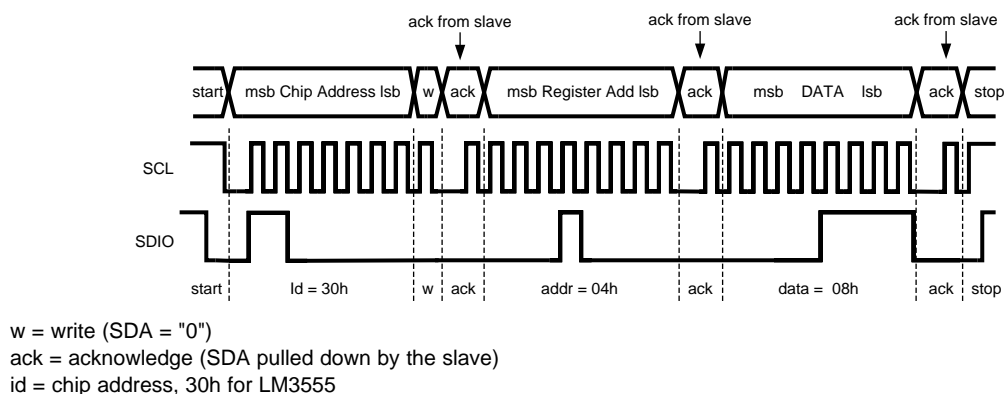 ack from slave ack from slave ack from slave
start msb Chip Address lsb w ack msb Register Add lsb ack msb DATA lsb ack stop
SCL
SDIO
start Id = 30h w ack addr = 04h ack data = 08h ack stop
w = write (SDA = "0")
ack = acknowledge (SDA pulled down by the slave)
id = chip address, 30h for LM3555